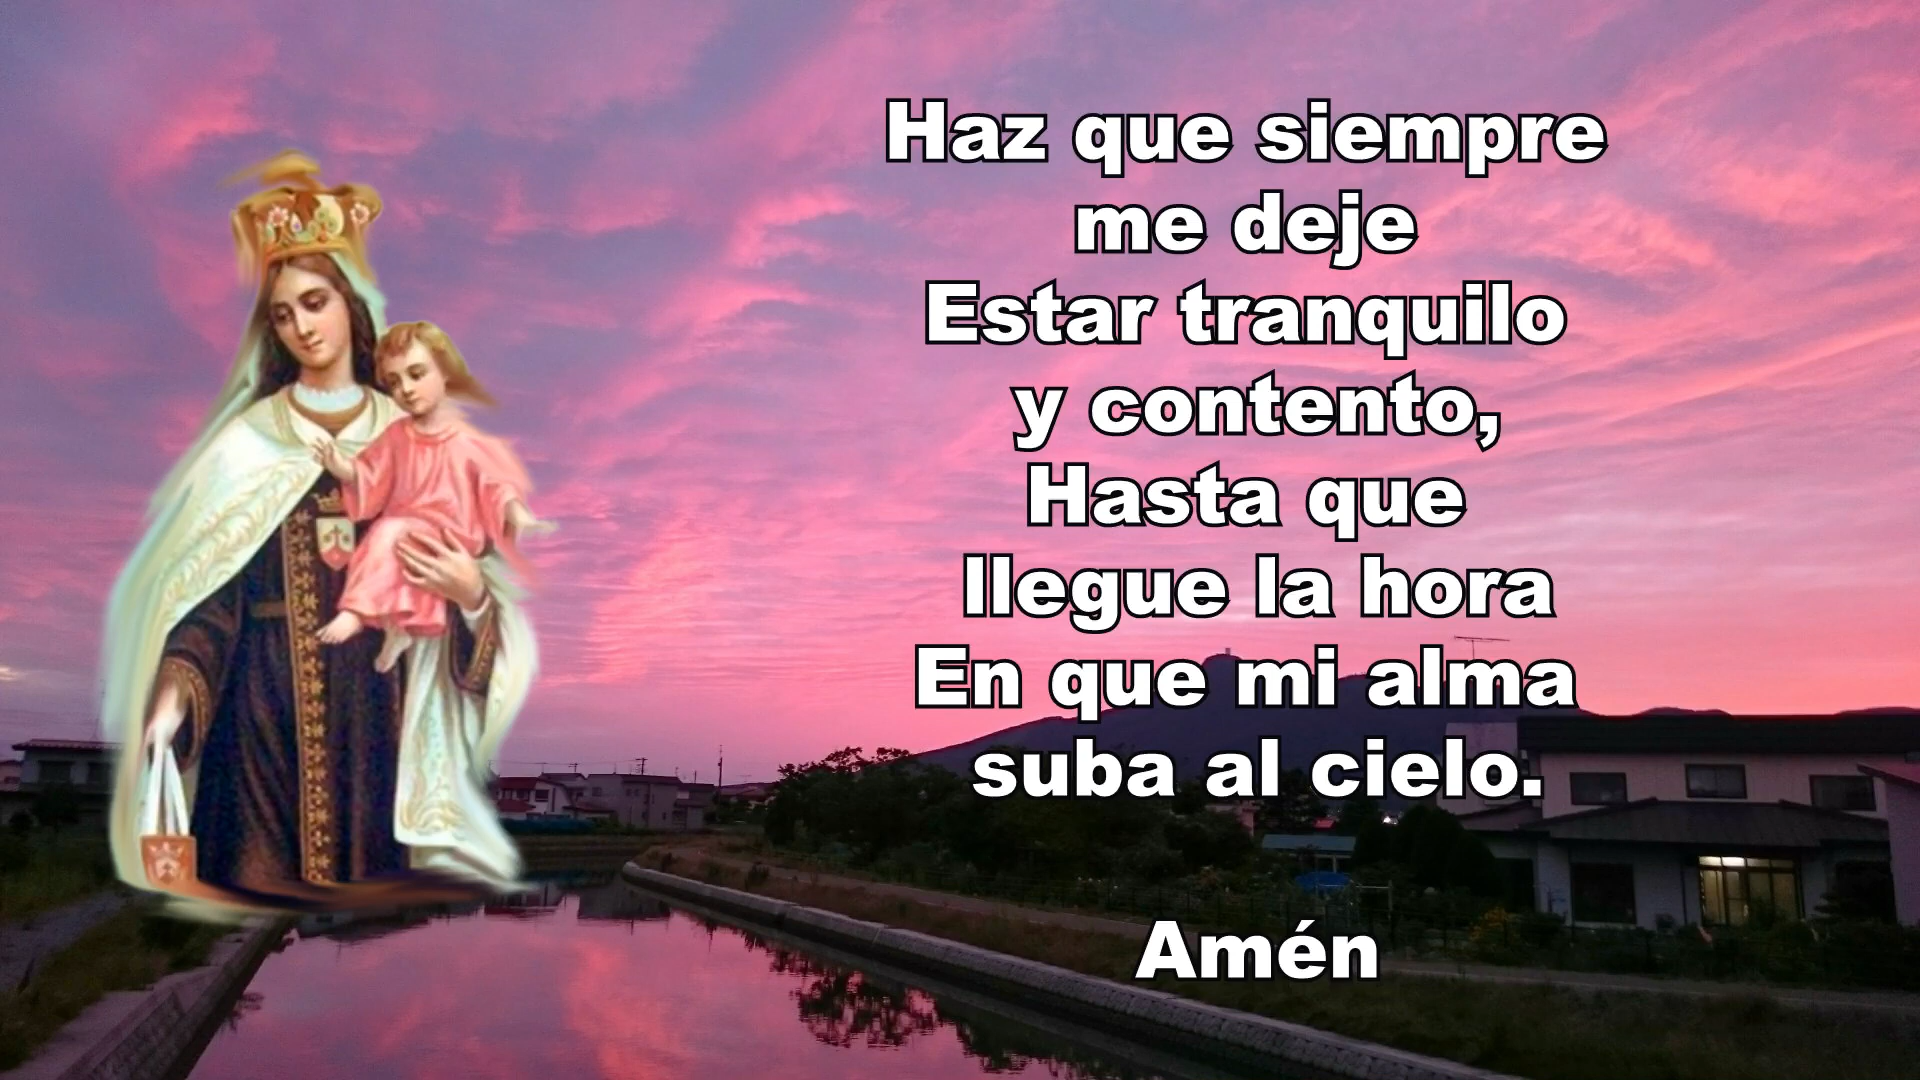 Haz que siempre
me deje
Estar tranquilo
y contento,
Hasta que
llegue la hora
En que mi alma
suba al cielo.
Amén